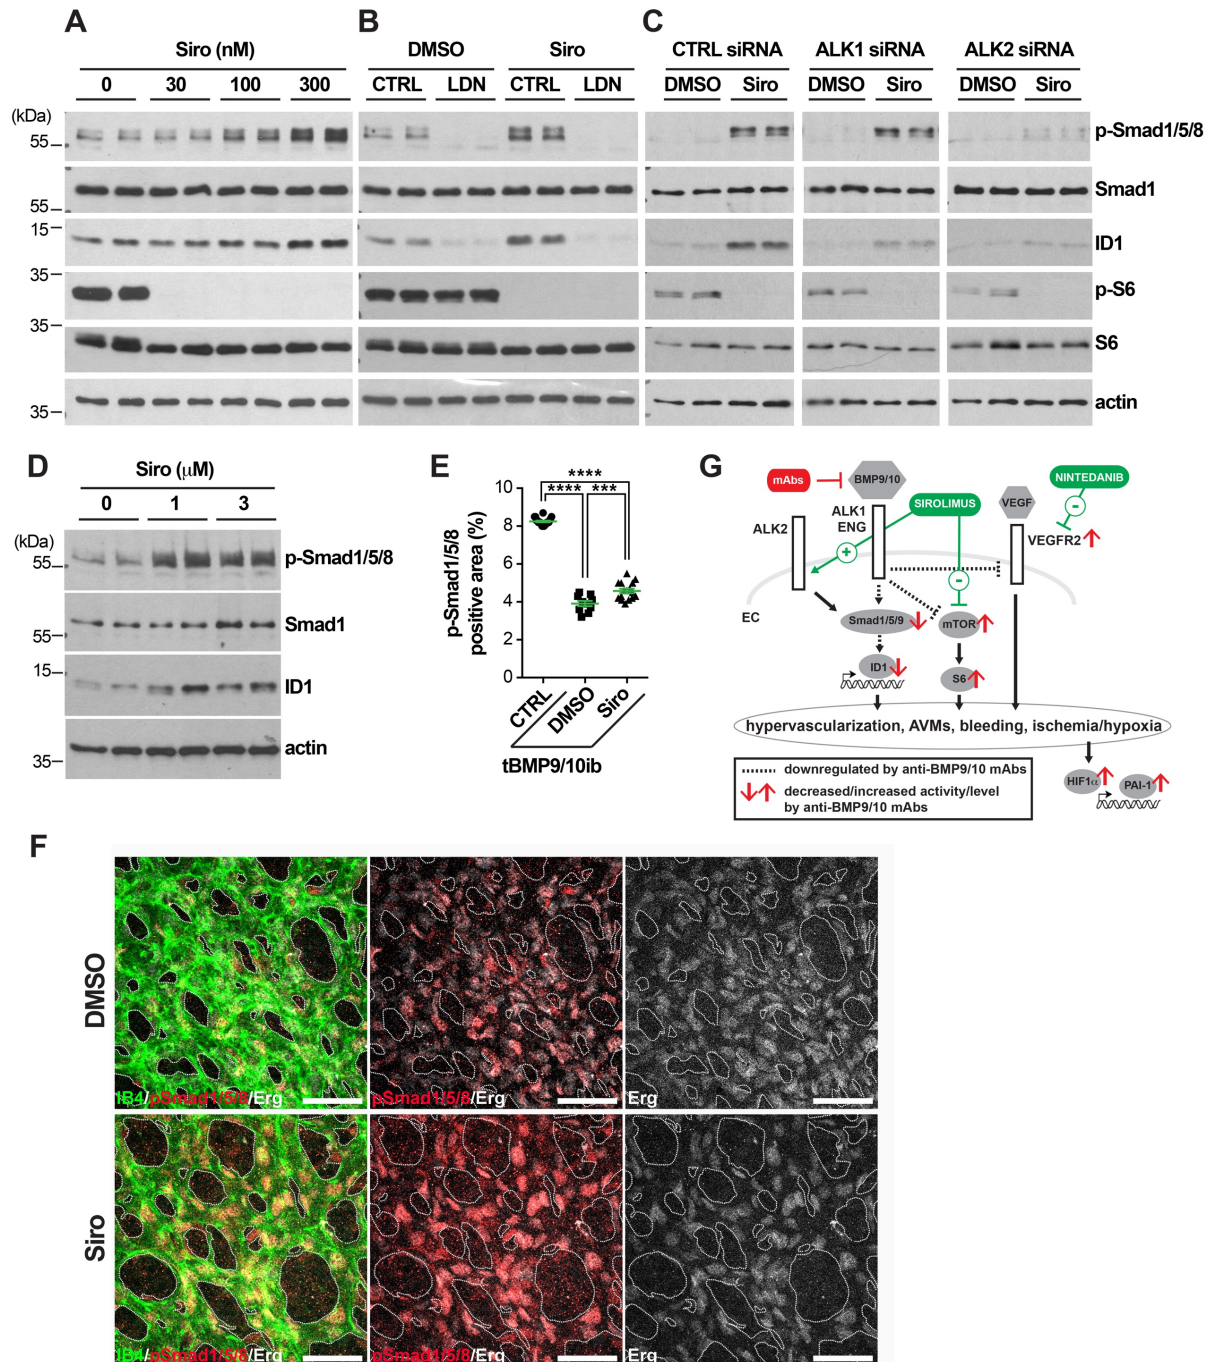 A
Siro (nM)
0 30 100 300
(kDa)
55
55
15
35
35
35
B
DMSO Siro
CTRL LDN CTRL LDN
C
CTRL siRNA ALK1 siRNA ALK2 siRNA
DMSO Siro DMSO Siro DMSO Siro
p-Smad1/5/8
Smad1
ID1
p-S6
S6
actin
D
Siro (μM)
0 1 3
(kDa)
55
55
15
35
p-Smad1/5/8
Smad1
ID1
actin
E
p-Smad1/5/8
positive area (%)
10
8
6
4
2
0
****
**** ***
CTRL
DMSO
Siro
tBMP9/10ib
G
mAbs
BMP9/10
SIROLIMUS
VEGF
NINTEDANIB
ALK2
ALK1
ENG
VEGFR2
+
-
-
EC
Smad1/5/9
mTOR
ID1
S6
hypervascularization, AVMs, bleeding, ischemia/hypoxia
HIF1α
PAI-1
downregulated by anti-BMP9/10 mAbs
decreased/increased activity/level
by anti-BMP9/10 mAbs
F
DMSO
IB4/pSmad1/5/8/Erg
pSmad1/5/8/Erg
Erg
Siro
IB4/pSmad1/5/8/Erg
pSmad1/5/8/Erg
Erg